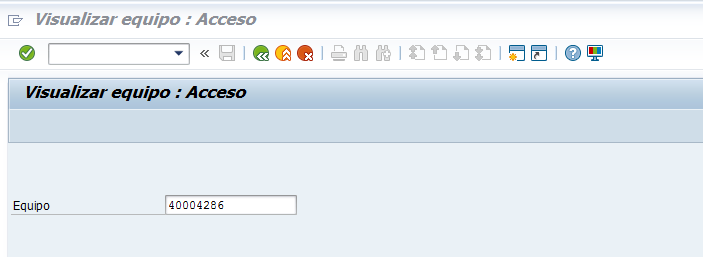 Visualizar equipo : Acceso
Visualizar equipo : Acceso
Equipo 40004286